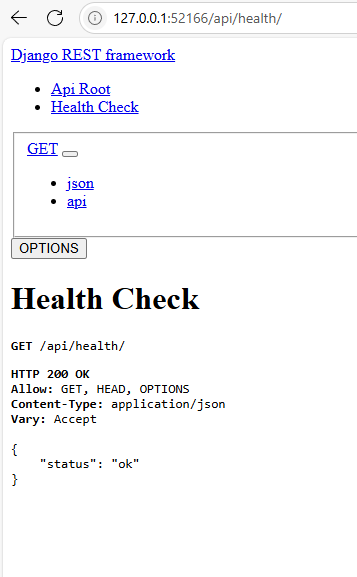 127.0.0.1:52166/api/health/
Django REST framework
Api Root
Health Check
GET
json
api
OPTIONS
Health Check
GET /api/health/
HTTP 200 OK
Allow: GET, HEAD, OPTIONS
Content-Type: application/json
Vary: Accept
{
    "status": "ok"
}